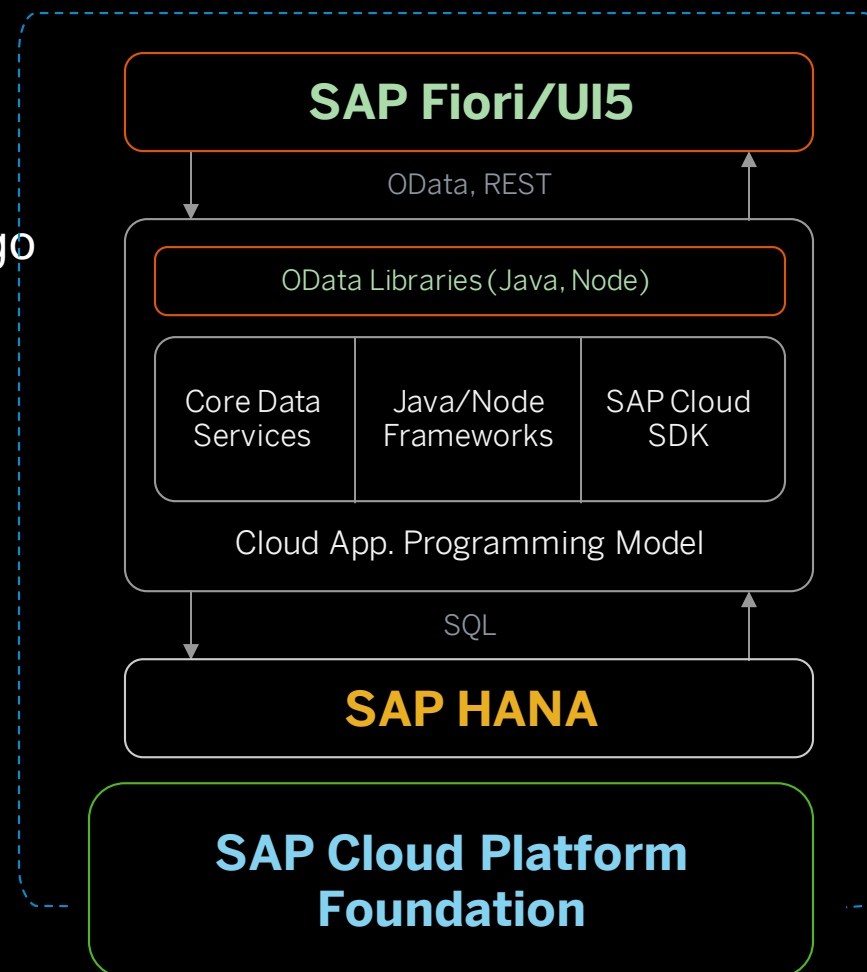 SAP Fiori/UI5
OData, REST
go
OData Libraries (Java, Node)
Core Data
Services
Java/Node
Frameworks
SAP Cloud
SDK
Cloud App. Programming Model
SQL
SAP HANA
SAP Cloud Platform
Foundation